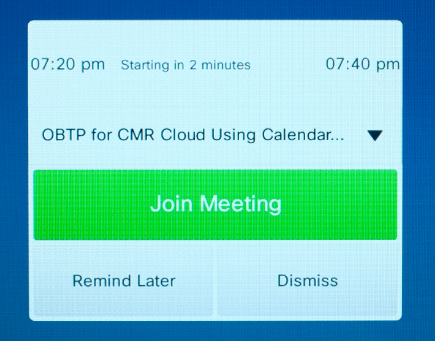 07:20 pm Starting in 2 minutes 07:40 pm
OBTP for CMR Cloud Using Calendar...
Join Meeting
Remind Later Dismiss